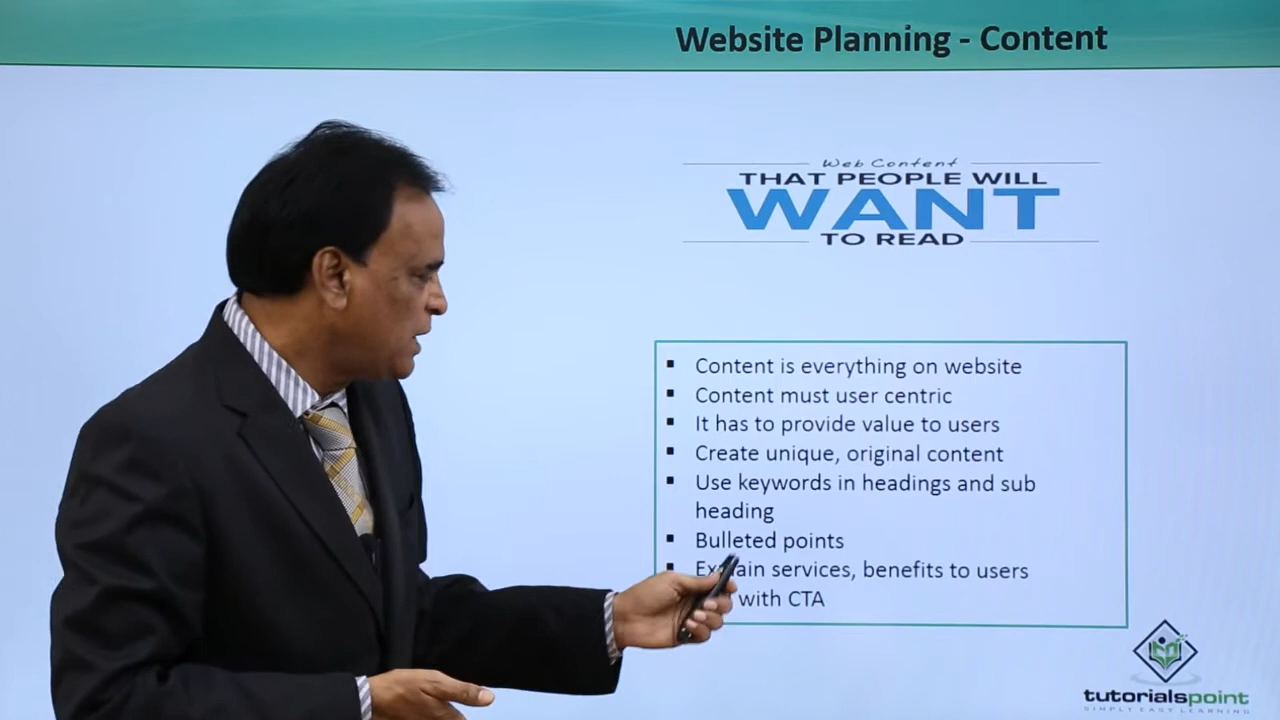 Website Planning - Content
Web Content
THAT PEOPLE WILL
WANT
TO READ
▪ Content is everything on website
▪ Content must user centric
▪ It has to provide value to users
▪ Create unique, original content
▪ Use keywords in headings and sub
heading
▪ Bulleted points
▪ services, benefits to users
with CTA
tutorialspoint
SIMPLY EASY LEARNING